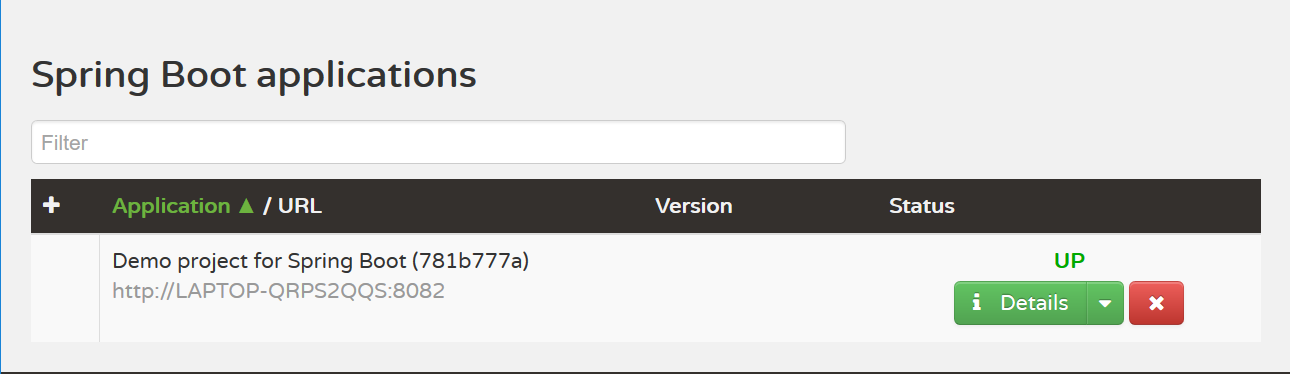 Spring Boot applications
Filter
Application ▲ / URL Version Status
Demo project for Spring Boot (781b777a) UP
http://LAPTOP-QRPS2QQS:8082
Details